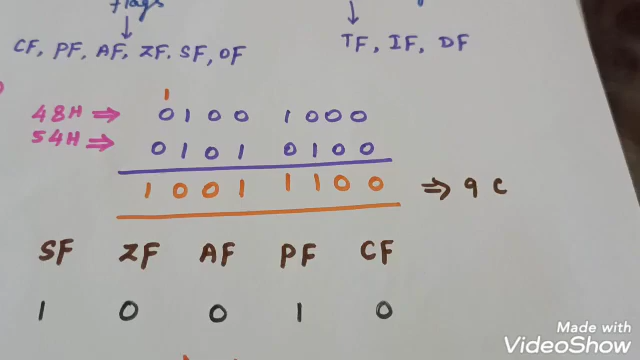 flags
CF, PF, AF, ZF, SF, OF
TF, IF, DF
1
48H ⇒ 0100 1000
54H ⇒ 0101 0100
1001 1100 ⇒ 9C
SF ZF AF PF CF
1 0 0 1 0
Made with
VideoShow